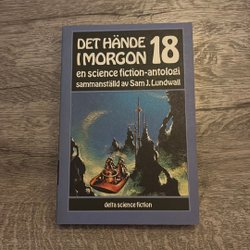 DET HÄNDE
I MORGON 18
en science fiction-antologi
sammanställd av Sam J. Lundwall
delta science fiction